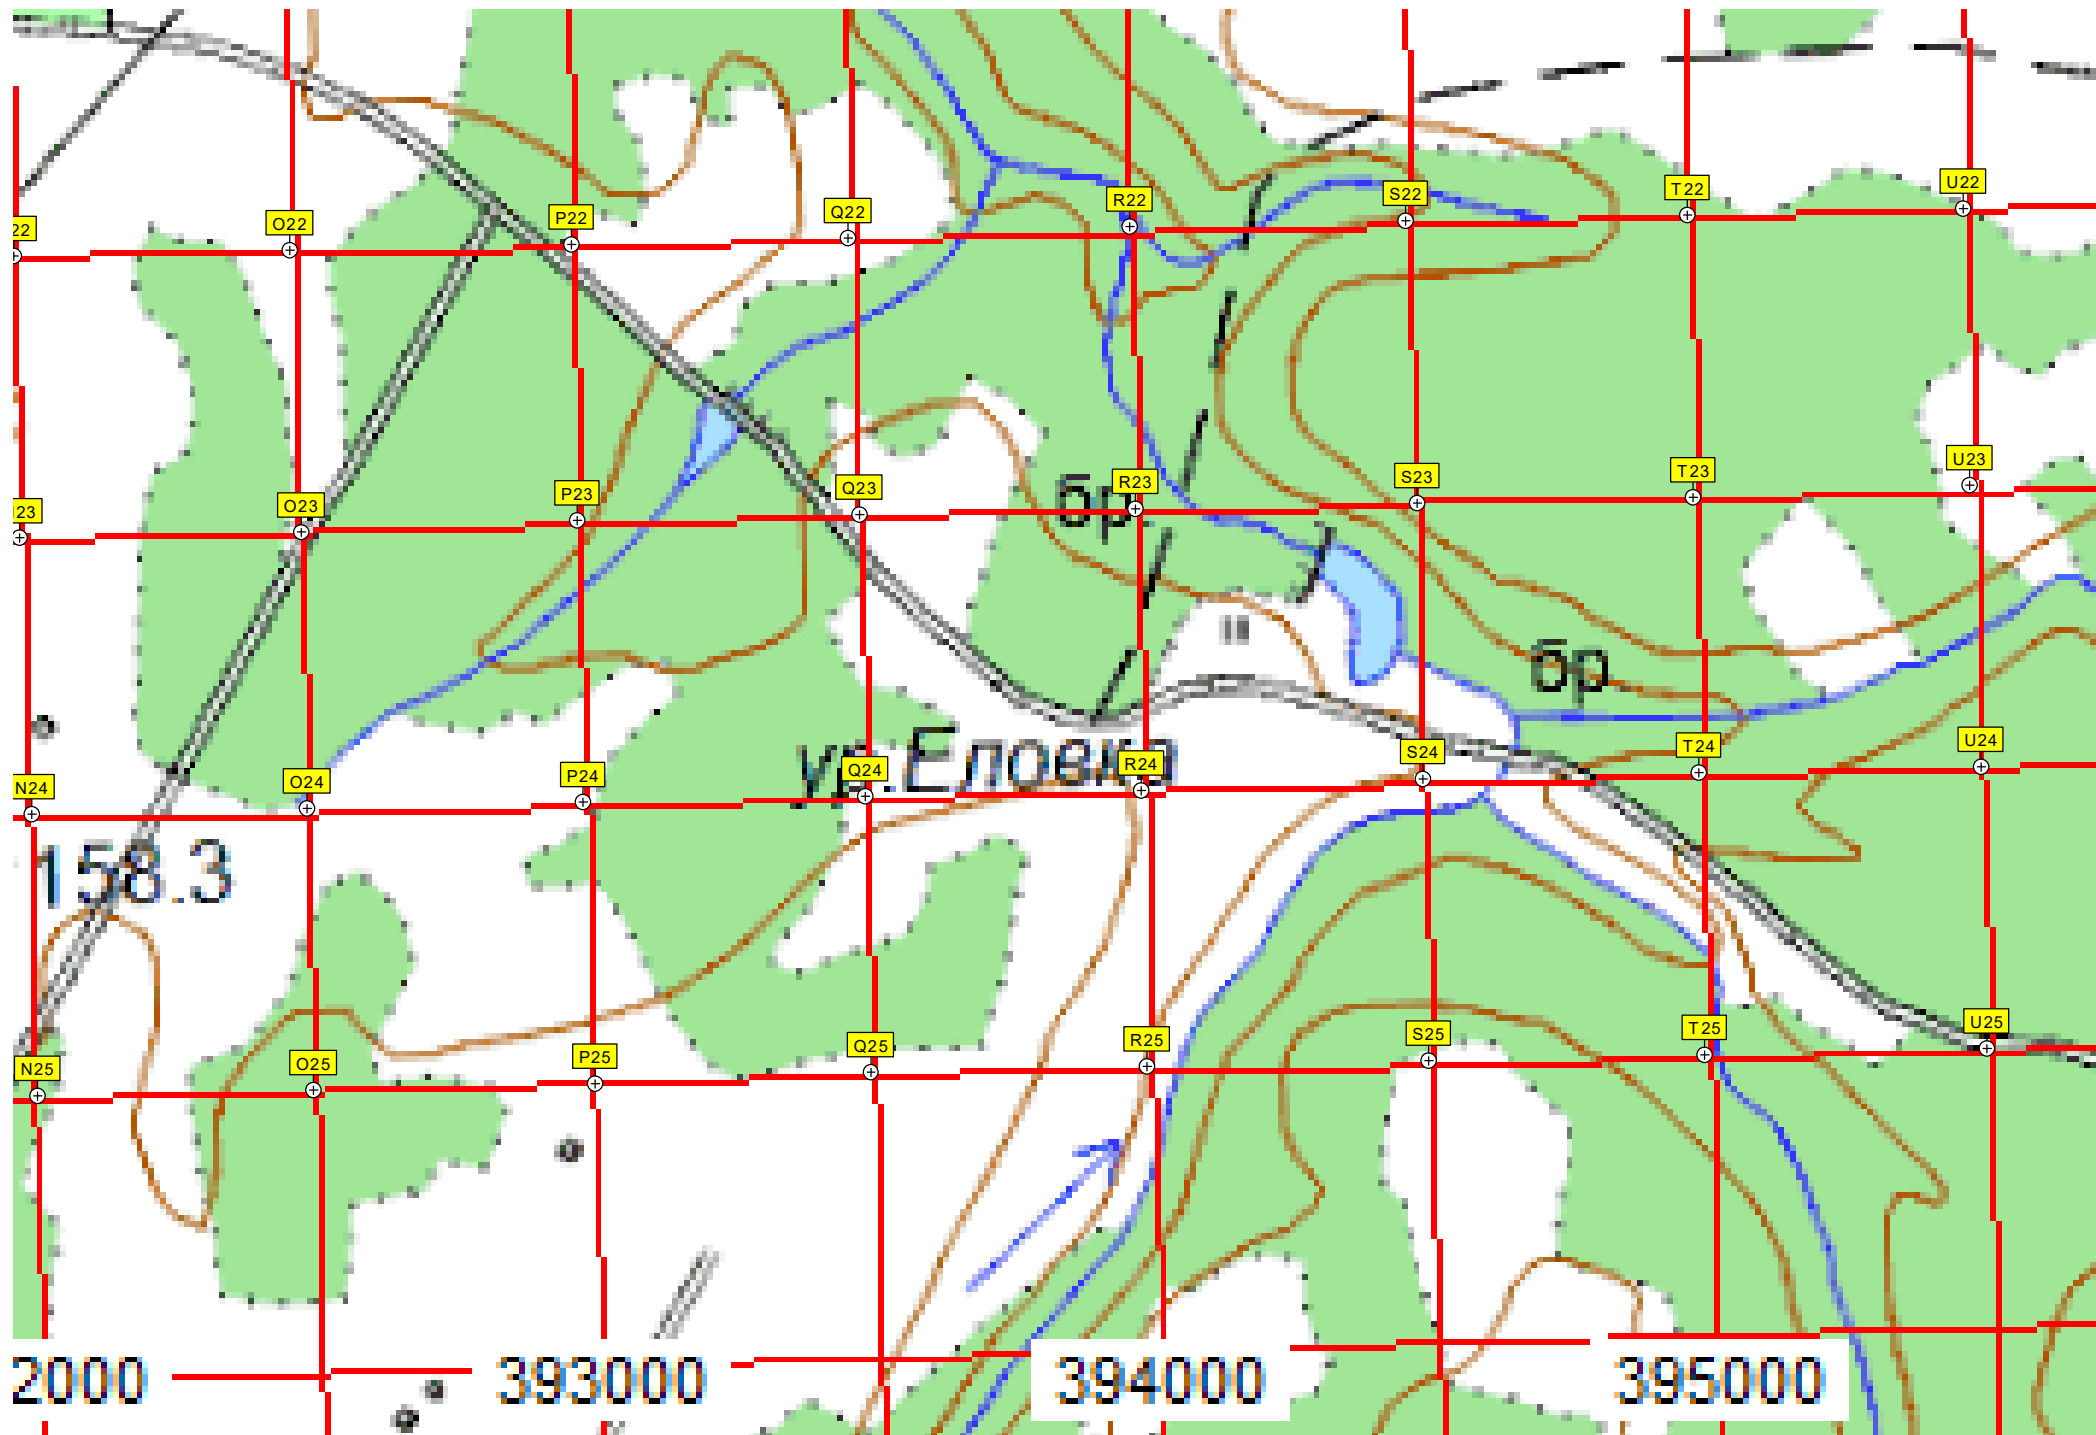 22 O22 P22 Q22 R22 S22 T22 U22
23 O23 P23 Q23 R23 S23 T23 U23
бр.
бр
ур.Еловка
N24 O24 P24 Q24 R24 S24 T24 U24
158.3
N25 O25 P25 Q25 R25 S25 T25 U25
2000 393000 394000 395000